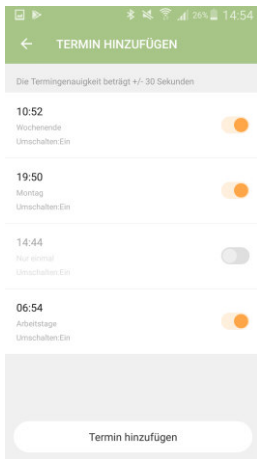 26% 14:54
TERMIN HINZUFÜGEN
Die Termingenauigkeit beträgt +/- 30 Sekunden
10:52
Wochenende
Umschalten:Ein
19:50
Montag
Umschalten:Ein
14:44
Nur einmal
Umschalten:Ein
06:54
Arbeitstage
Umschalten:Ein
Termin hinzufügen